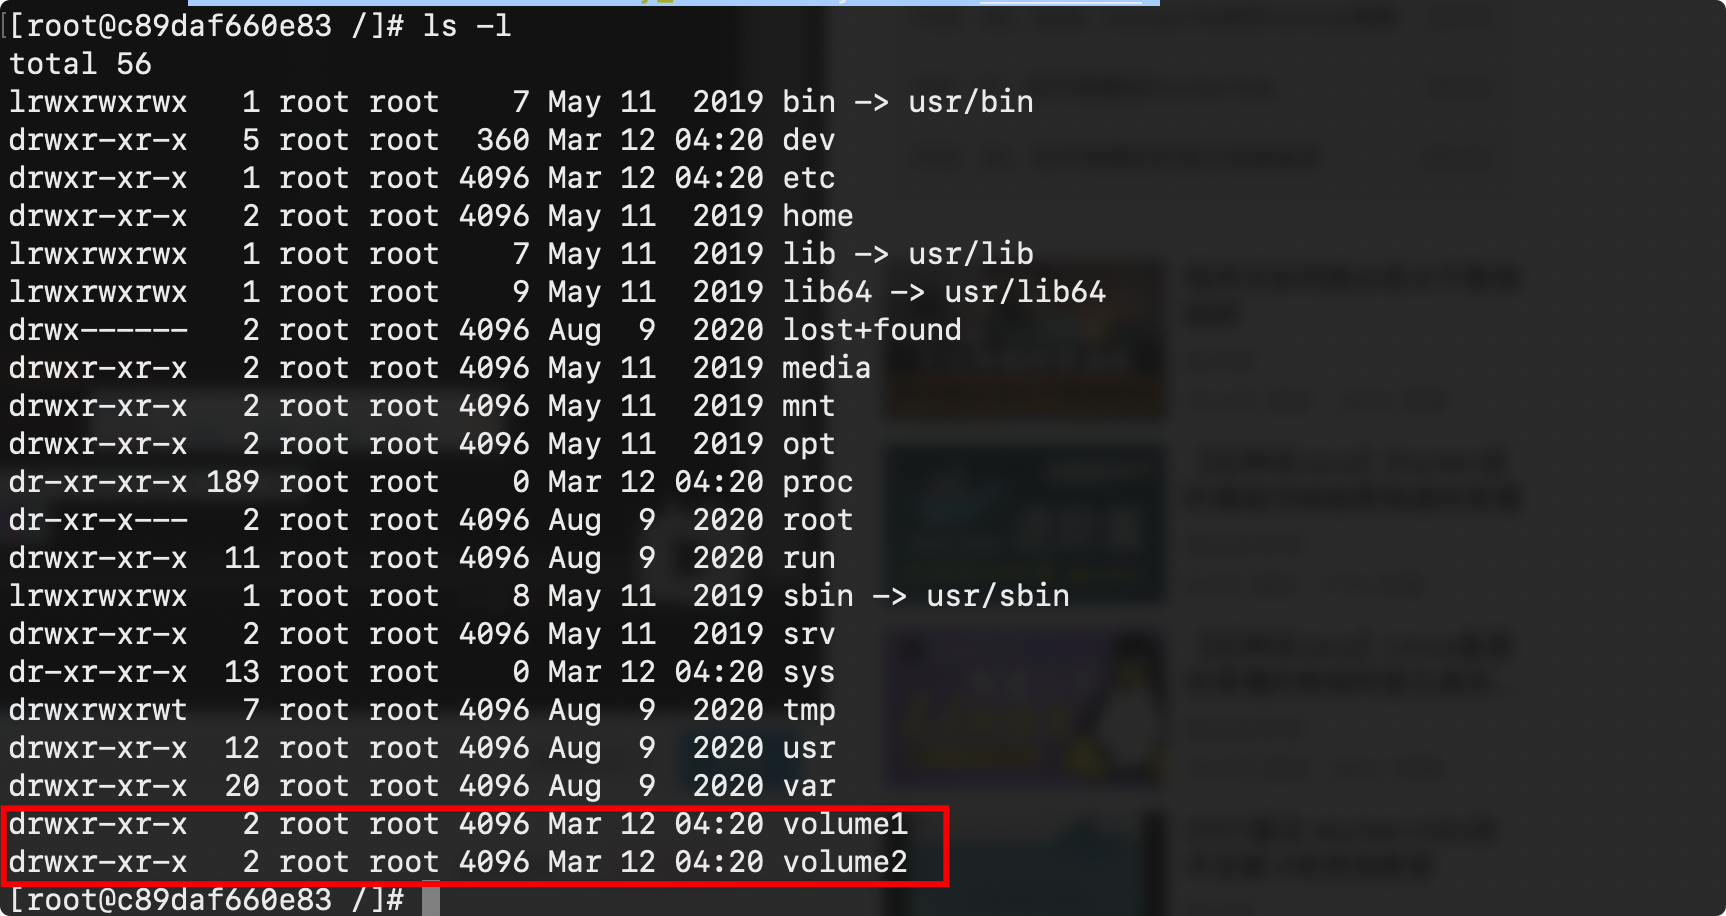 [[root@c89daf660e83 /]# ls -l
total 56
lrwxrwxrwx   1 root root    7 May 11  2019 bin -> usr/bin
drwxr-xr-x   5 root root  360 Mar 12 04:20 dev
drwxr-xr-x   1 root root 4096 Mar 12 04:20 etc
drwxr-xr-x   2 root root 4096 May 11  2019 home
lrwxrwxrwx   1 root root    7 May 11  2019 lib -> usr/lib
lrwxrwxrwx   1 root root    9 May 11  2019 lib64 -> usr/lib64
drwx------   2 root root 4096 Aug  9  2020 lost+found
drwxr-xr-x   2 root root 4096 May 11  2019 media
drwxr-xr-x   2 root root 4096 May 11  2019 mnt
drwxr-xr-x   2 root root 4096 May 11  2019 opt
dr-xr-xr-x 189 root root    0 Mar 12 04:20 proc
dr-xr-x---   2 root root 4096 Aug  9  2020 root
drwxr-xr-x  11 root root 4096 Aug  9  2020 run
lrwxrwxrwx   1 root root    8 May 11  2019 sbin -> usr/sbin
drwxr-xr-x   2 root root 4096 May 11  2019 srv
dr-xr-xr-x  13 root root    0 Mar 12 04:20 sys
drwxrwxrwt   7 root root 4096 Aug  9  2020 tmp
drwxr-xr-x  12 root root 4096 Aug  9  2020 usr
drwxr-xr-x  20 root root 4096 Aug  9  2020 var
drwxr-xr-x   2 root root 4096 Mar 12 04:20 volume1
drwxr-xr-x   2 root root 4096 Mar 12 04:20 volume2
[root@c89daf660e83 /]#